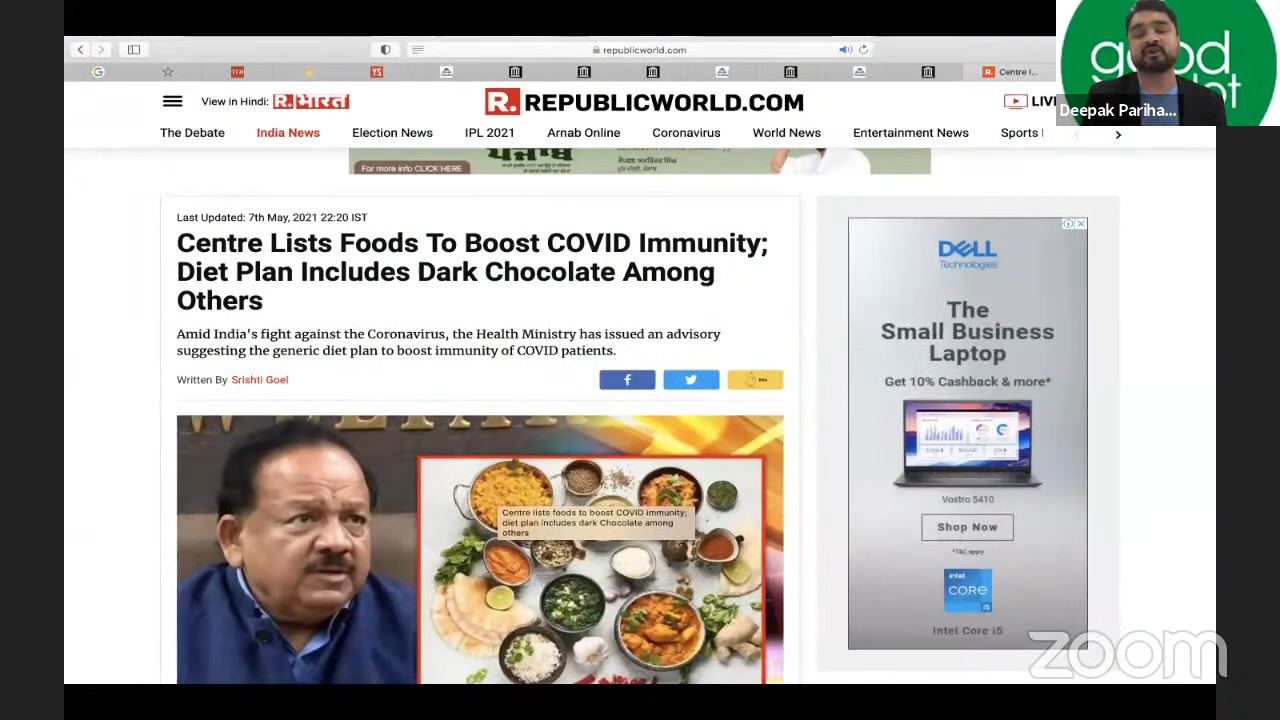 republicworld.com
Centre I...
good
Deepak Pariha...
View in Hindi: R.भारत
R. REPUBLICWORLD.COM
LIV
The Debate
India News
Election News
IPL 2021
Arnab Online
Coronavirus
World News
Entertainment News
Sports
ਪੰਜਾਬ
For more info CLICK HERE
Last Updated: 7th May, 2021 22:20 IST
Centre Lists Foods To Boost COVID Immunity;
Diet Plan Includes Dark Chocolate Among
Others
Amid India's fight against the Coronavirus, the Health Ministry has issued an advisory
suggesting the generic diet plan to boost immunity of COVID patients.
Written By Srishti Goel
Centre lists foods to boost COVID immunity;
diet plan includes dark Chocolate among
others
DELL
Technologies
The
Small Business
Laptop
Get 10% Cashback & more*
Vostro 5410
Shop Now
*T&C apply
intel
CORE
i5
Intel Core i5
zoom